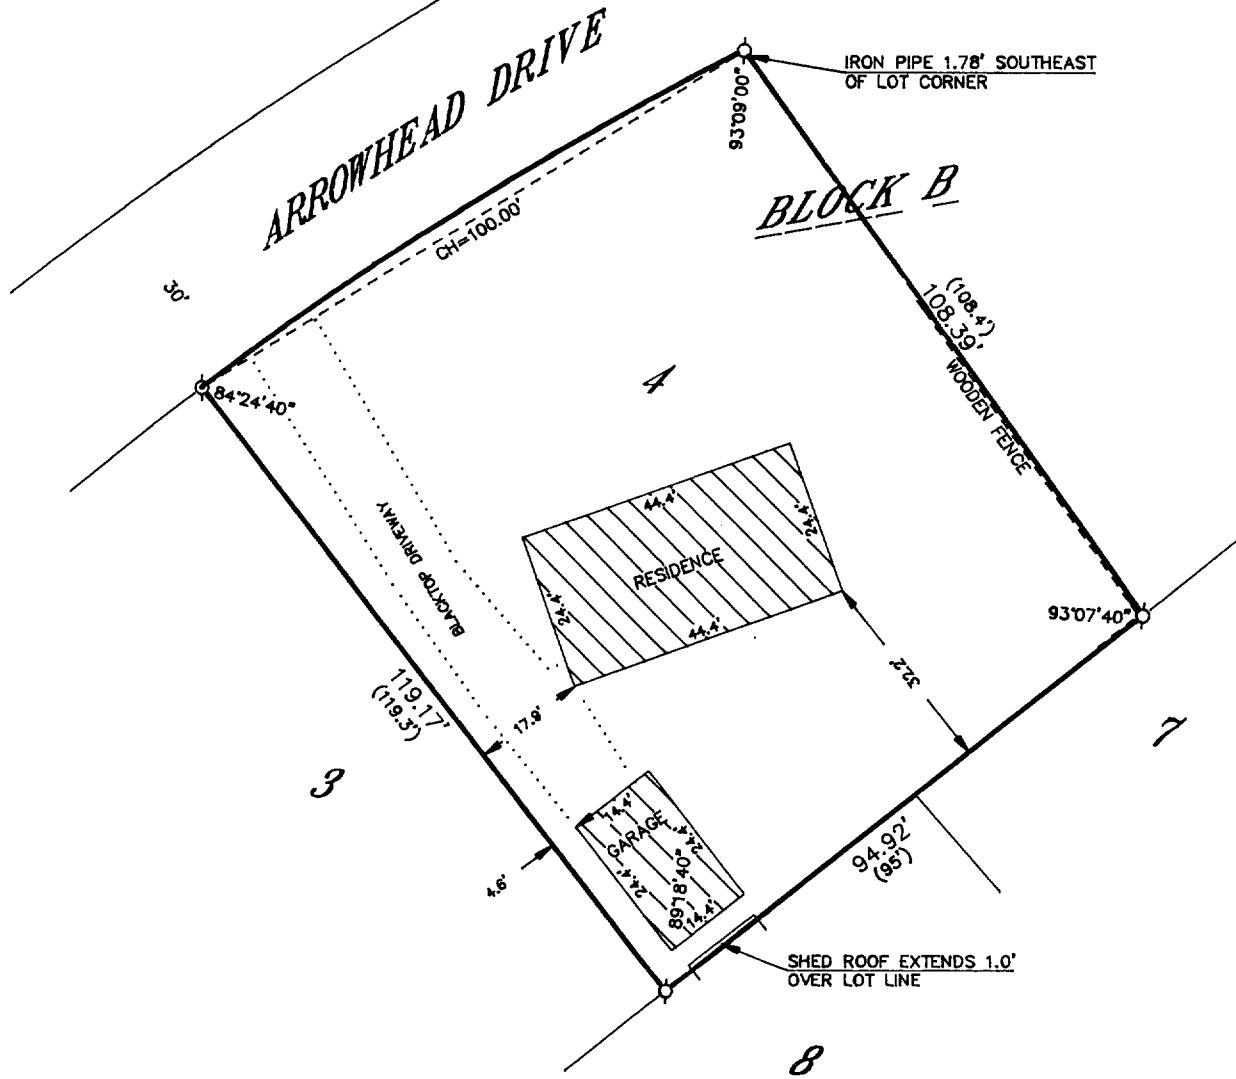 ARROWHEAD DRIVE
IRON PIPE 1.78' SOUTHEAST
OF LOT CORNER
93°09'00"
BLOCK B
CH=100.00'
30'
(108.4')
108.39'
WOODEN FENCE
84°24'40"
4
44.4'
24.4'
RESIDENCE
24.4'
44.4'
BLACKTOP DRIVEWAY
93°07'40"
32.2'
119.17'
(119.3')
17.9'
7
3
14.4'
GARAGE
24.4'
24.4'
89°18'40"
14.4'
4.6'
94.92'
(95')
SHED ROOF EXTENDS 1.0'
OVER LOT LINE
8